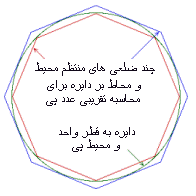 چند ضلعی های منتظم محیط
و محاط بر دایره برای
محاسبه تقریبی عدد پی
دایره به قطر واحد
و محیط پی